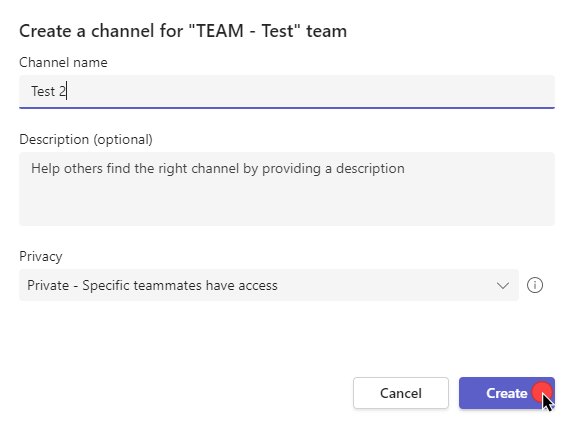 Create a channel for "TEAM - Test" team
Channel name
Test 2
Description (optional)
Help others find the right channel by providing a description
Privacy
Private - Specific teammates have access
Cancel
Create